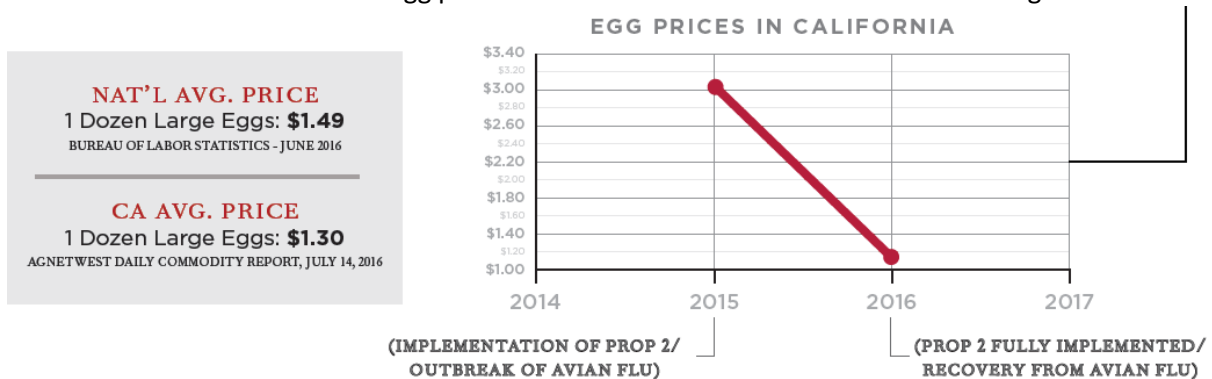 EGG PRICES IN CALIFORNIA
NAT'L AVG. PRICE
1 Dozen Large Eggs: $1.49
BUREAU OF LABOR STATISTICS - JUNE 2016
CA AVG. PRICE
1 Dozen Large Eggs: $1.30
AGNETWEST DAILY COMMODITY REPORT, JULY 14, 2016
$3.40
$3.20
$3.00
$2.80
$2.60
$2.40
$2.20
$2.00
$1.80
$1.60
$1.40
$1.20
$1.00
2014 2015 2016 2017
(IMPLEMENTATION OF PROP 2/
OUTBREAK OF AVIAN FLU)
(PROP 2 FULLY IMPLEMENTED/
RECOVERY FROM AVIAN FLU)